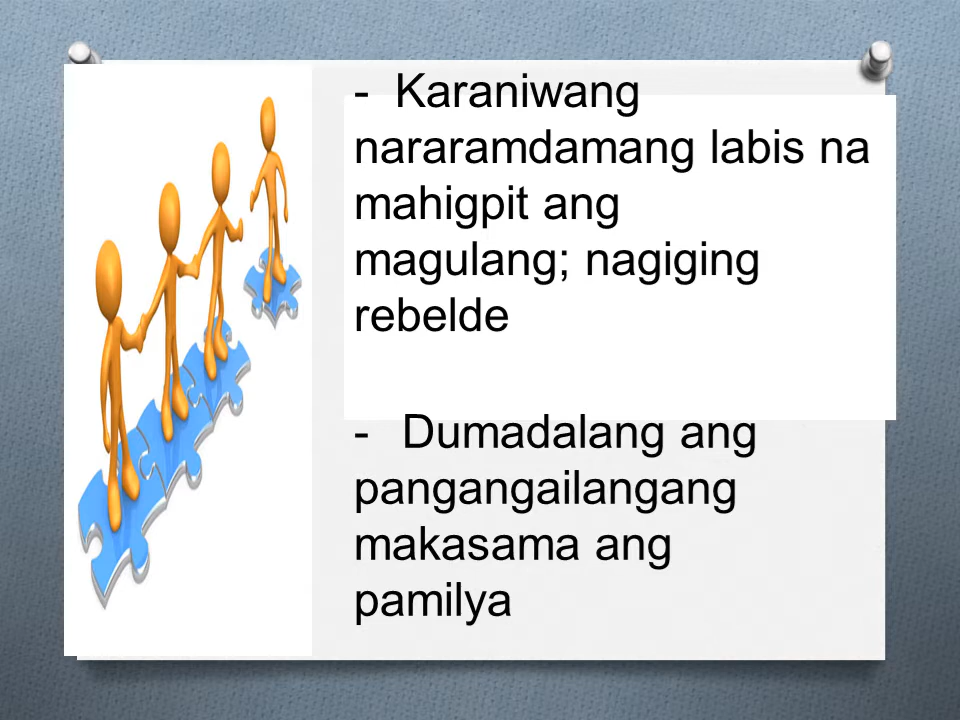 - Karaniwang
nararamdamang labis na
mahigpit ang
magulang; nagiging
rebelde
- Dumadalang ang
pangangailangang
makasama ang
pamilya